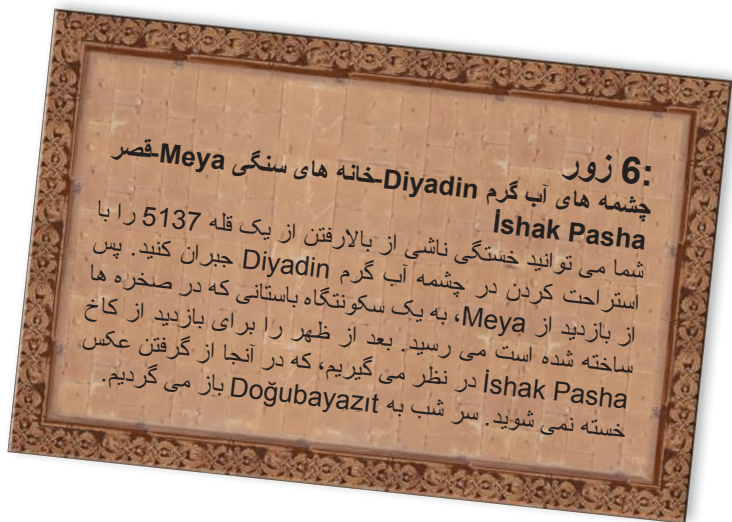 6 زور:
چشمه های آب گرم Diyadin-خانه های سنگی Meya-قصر
İshak Pasha
شما می توانید خستگی ناشی از بالارفتن از یک قله 5137 را با
استراحت کردن در چشمه آب گرم Diyadin جبران کنید. پس
از بازدید از Meya، به یک سکونتگاه باستانی که در صخره ها
ساخته شده است می رسید. بعد از ظهر را برای بازدید از کاخ
İshak Pasha در نظر می گیریم، که در آنجا از گرفتن عکس
خسته نمی شوید. سر شب به Doğubayazıt باز می گردیم.